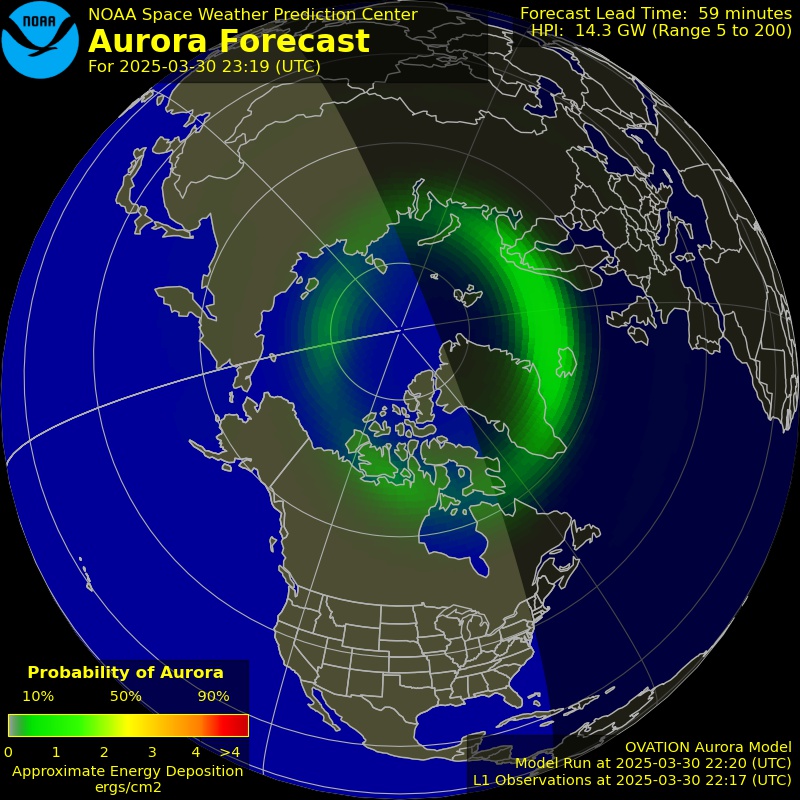 NOAA
NOAA Space Weather Prediction Center
Aurora Forecast
For 2025-03-30 23:19 (UTC)
Forecast Lead Time: 59 minutes
HPI: 14.3 GW (Range 5 to 200)
Probability of Aurora
10% 50% 90%
0 1 2 3 4 >4
Approximate Energy Deposition
ergs/cm2
OVATION Aurora Model
Model Run at 2025-03-30 22:20 (UTC)
L1 Observations at 2025-03-30 22:17 (UTC)